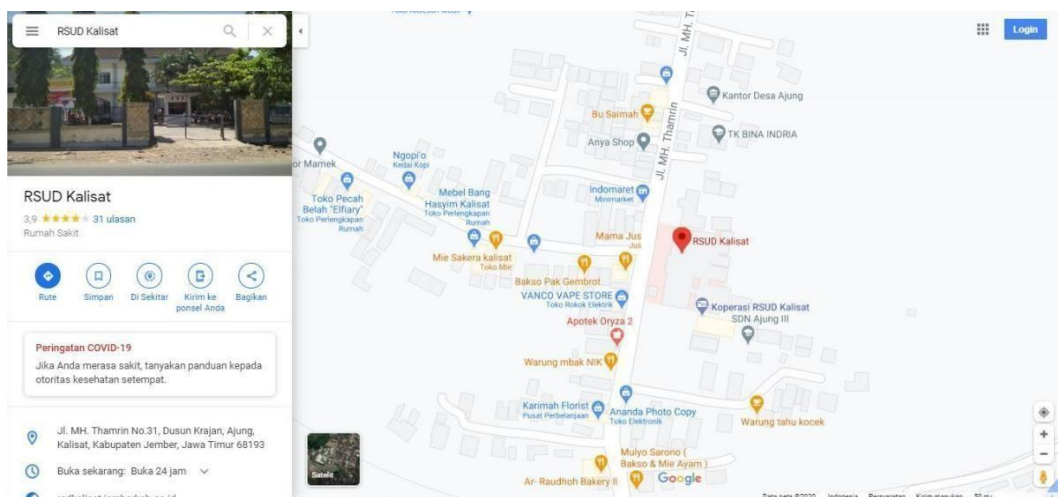 RSUD Kalisat
RSUD Kalisat
3,9
31 ulasan
Rumah Sakit
Rute
Simpan
Di Sekitar
Kirim ke
ponsel Anda
Bagikan
Peringatan COVID-19
Jika Anda merasa sakit, tanyakan panduan kepada
otoritas kesehatan setempat.
Jl. MH. Thamrin No.31, Dusun Krajan, Ajung,
Kalisat, Kabupaten Jember, Jawa Timur 68193
Buka sekarang: Buka 24 jam
Login
Jl. MH. Thamrin
Kantor Desa Ajung
Bu Saimah
TK BINA INDRIA
Anya Shop
Jl. MH. Thamrin
Ngopi'o
Kedai Kopi
or Mamek
Toko Pecah
Belah "Elfiary"
Toko Perlengkapan
Rumah
Mebel Bang
Hasyim Kalisat
Toko Perlengkapan
Rumah
Indomaret
Minimarket
Mama Jus
Jus
RSUD Kalisat
Mie Sakera kalisat
Toko Mie
Bakso Pak Gembrot
VANCO VAPE STORE
Toko Rokok Elektrik
Koperasi RSUD Kalisat
SDN Ajung III
Apotek Oryza 2
Warung mbak NIK
Karimah Florist
Pusat Perbelanjaan
Ananda Photo Copy
Toko Elektronik
Warung tahu kocek
Mulyo Sarono (
Bakso & Mie Ayam )
Ar- Raudhoh Bakery II
Google
Satelit